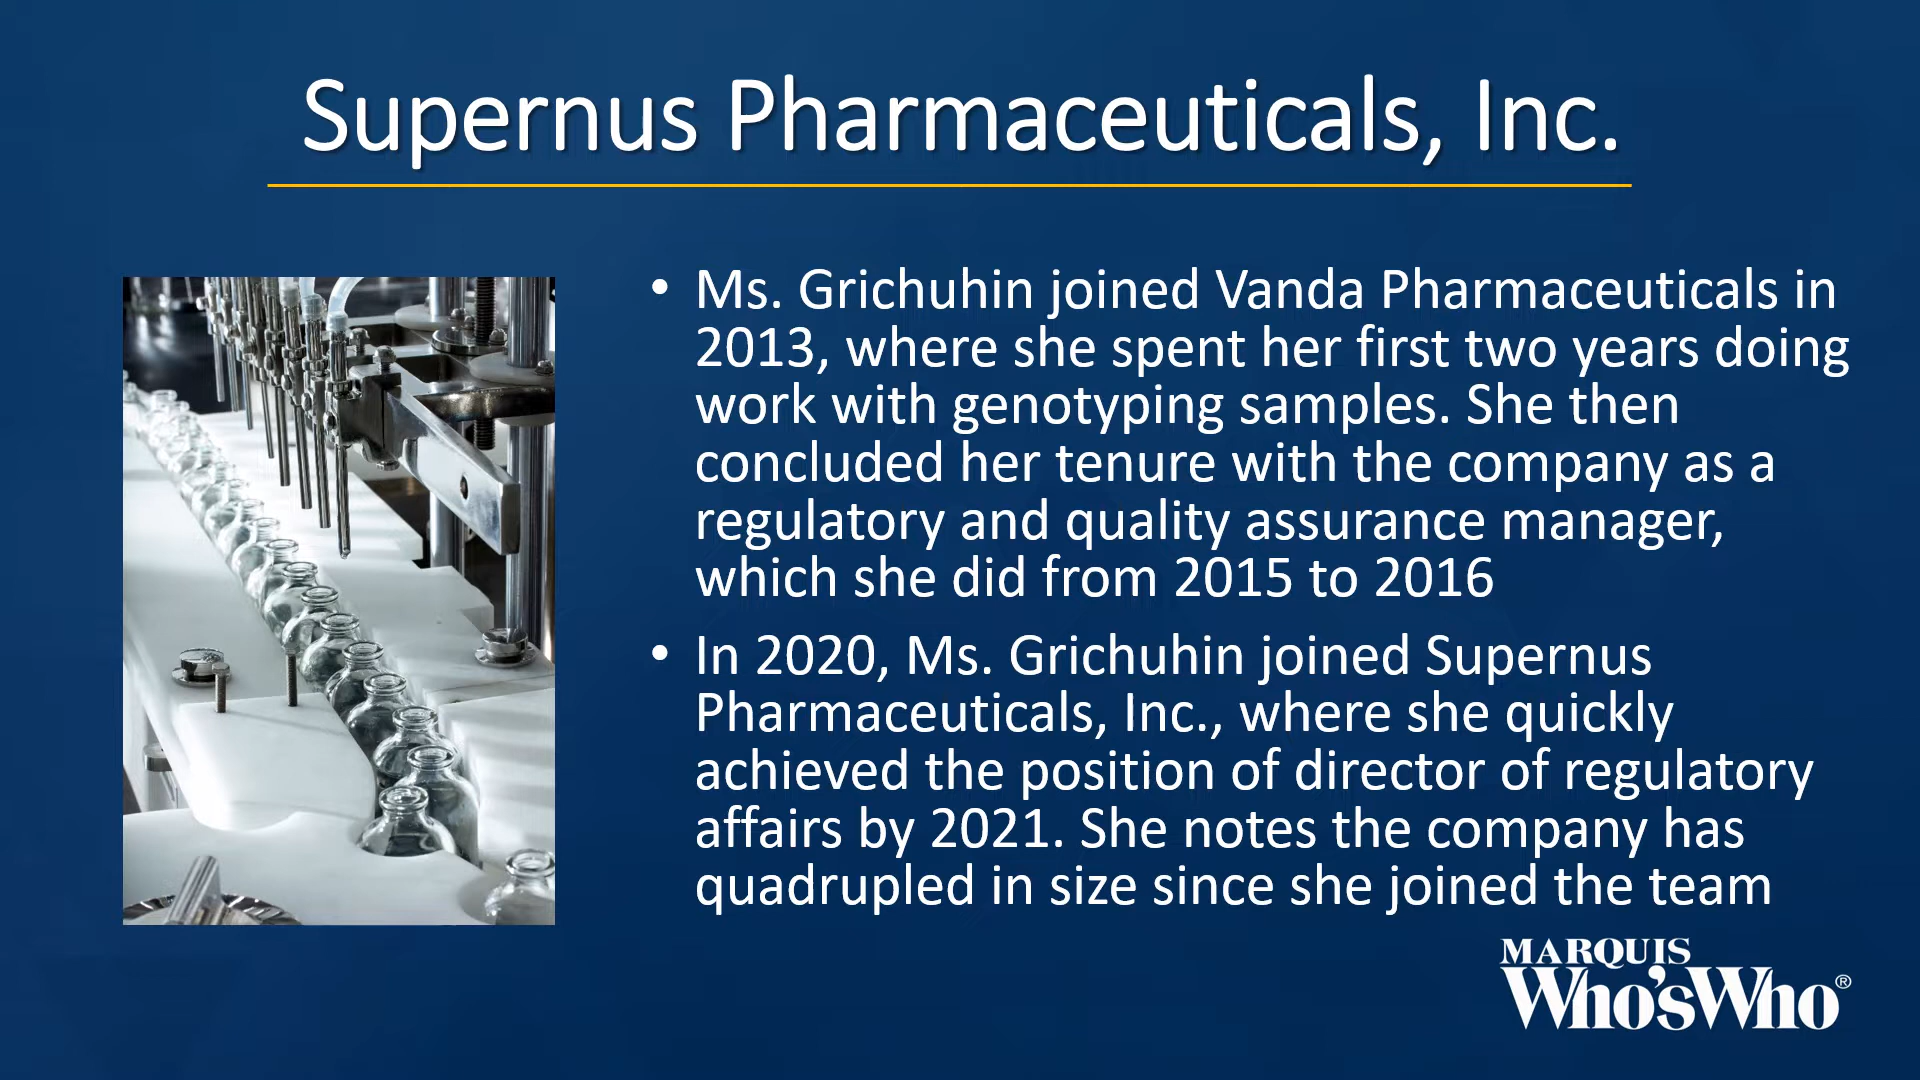 Supernus Pharmaceuticals, Inc.
• Ms. Grichuhin joined Vanda Pharmaceuticals in
2013, where she spent her first two years doing
work with genotyping samples. She then
concluded her tenure with the company as a
regulatory and quality assurance manager,
which she did from 2015 to 2016
• In 2020, Ms. Grichuhin joined Supernus
Pharmaceuticals, Inc., where she quickly
achieved the position of director of regulatory
affairs by 2021. She notes the company has
quadrupled in size since she joined the team
MARQUIS
Who'sWho®